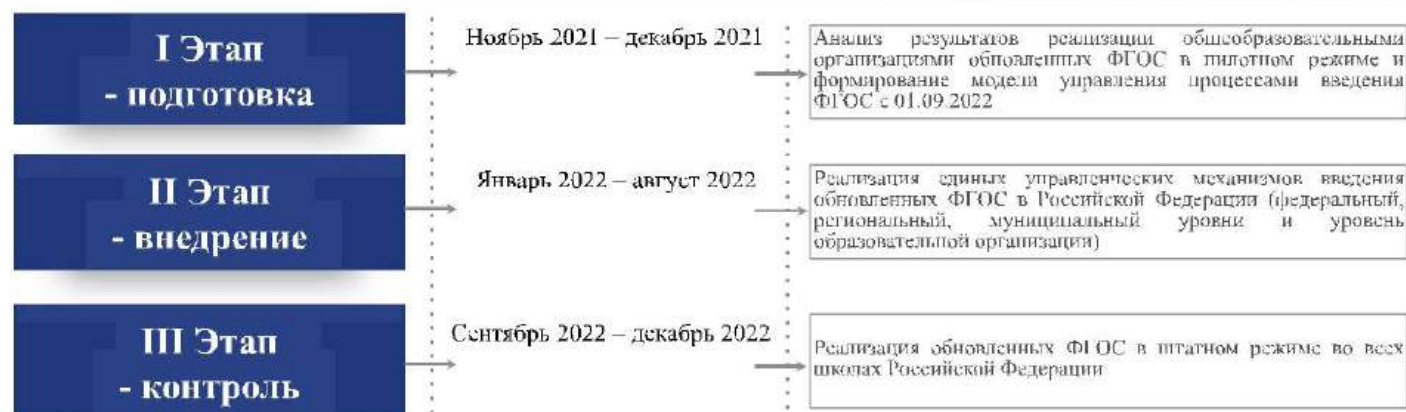 I Этап
- подготовка
Ноябрь 2021 – декабрь 2021
Анализ результатов реализации общеобразовательными
организациями обновленных ФГОС в пилотном режиме и
формирование модели управления процессами введения
ФГОС с 01.09.2022
II Этап
- внедрение
Январь 2022 – август 2022
Реализация единых управленческих механизмов введения
обновленных ФГОС в Российской Федерации (федеральный,
региональный, муниципальный уровни и уровень
образовательной организации)
III Этап
- контроль
Сентябрь 2022 – декабрь 2022
Реализация обновленных ФГОС в штатном режиме во всех
школах Российской Федерации